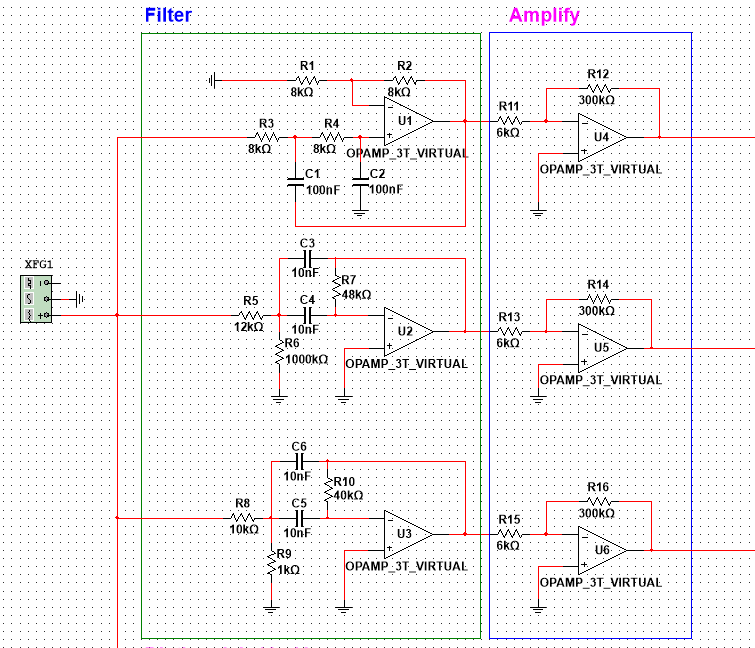 Filter
Amplify
R1
8kΩ
R2
8kΩ
U1
OPAMP_3T_VIRTUAL
R3
8kΩ
R4
8kΩ
C1
100nF
C2
100nF
R11
6kΩ
R12
300kΩ
U4
OPAMP_3T_VIRTUAL
XFG1
C3
10nF
R7
48kΩ
R5
12kΩ
C4
10nF
R6
1000kΩ
U2
OPAMP_3T_VIRTUAL
R13
6kΩ
R14
300kΩ
U5
OPAMP_3T_VIRTUAL
C6
10nF
R10
40kΩ
R8
10kΩ
C5
10nF
R9
1kΩ
U3
OPAMP_3T_VIRTUAL
R15
6kΩ
R16
300kΩ
U6
OPAMP_3T_VIRTUAL